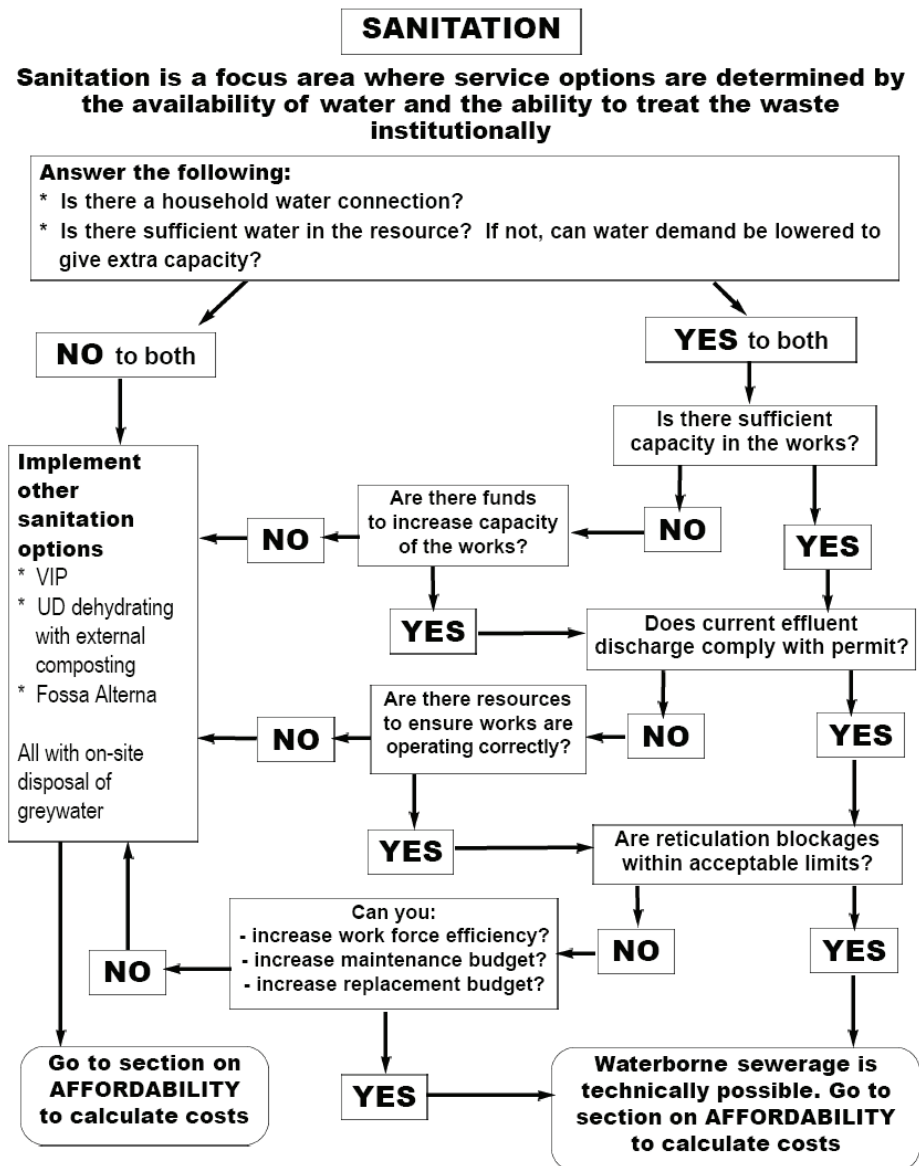 SANITATION
Sanitation is a focus area where service options are determined by
the availability of water and the ability to treat the waste
institutionally
Answer the following:
* Is there a household water connection?
* Is there sufficient water in the resource? If not, can water demand be lowered to
give extra capacity?
NO to both
YES to both
Is there sufficient
capacity in the works?
Implement
other
sanitation
options
* VIP
* UD dehydrating
with external
composting
* Fossa Alterna
All with on-site
disposal of
greywater
NO
Are there funds
to increase capacity
of the works?
NO
YES
YES
Does current effluent
discharge comply with permit?
NO
Are there resources
to ensure works are
operating correctly?
NO
YES
YES
Are reticulation blockages
within acceptable limits?
NO
Can you:
- increase work force efficiency?
- increase maintenance budget?
- increase replacement budget?
NO
YES
Go to section on
AFFORDABILITY
to calculate costs
YES
Waterborne sewerage is
technically possible. Go to
section on AFFORDABILITY
to calculate costs